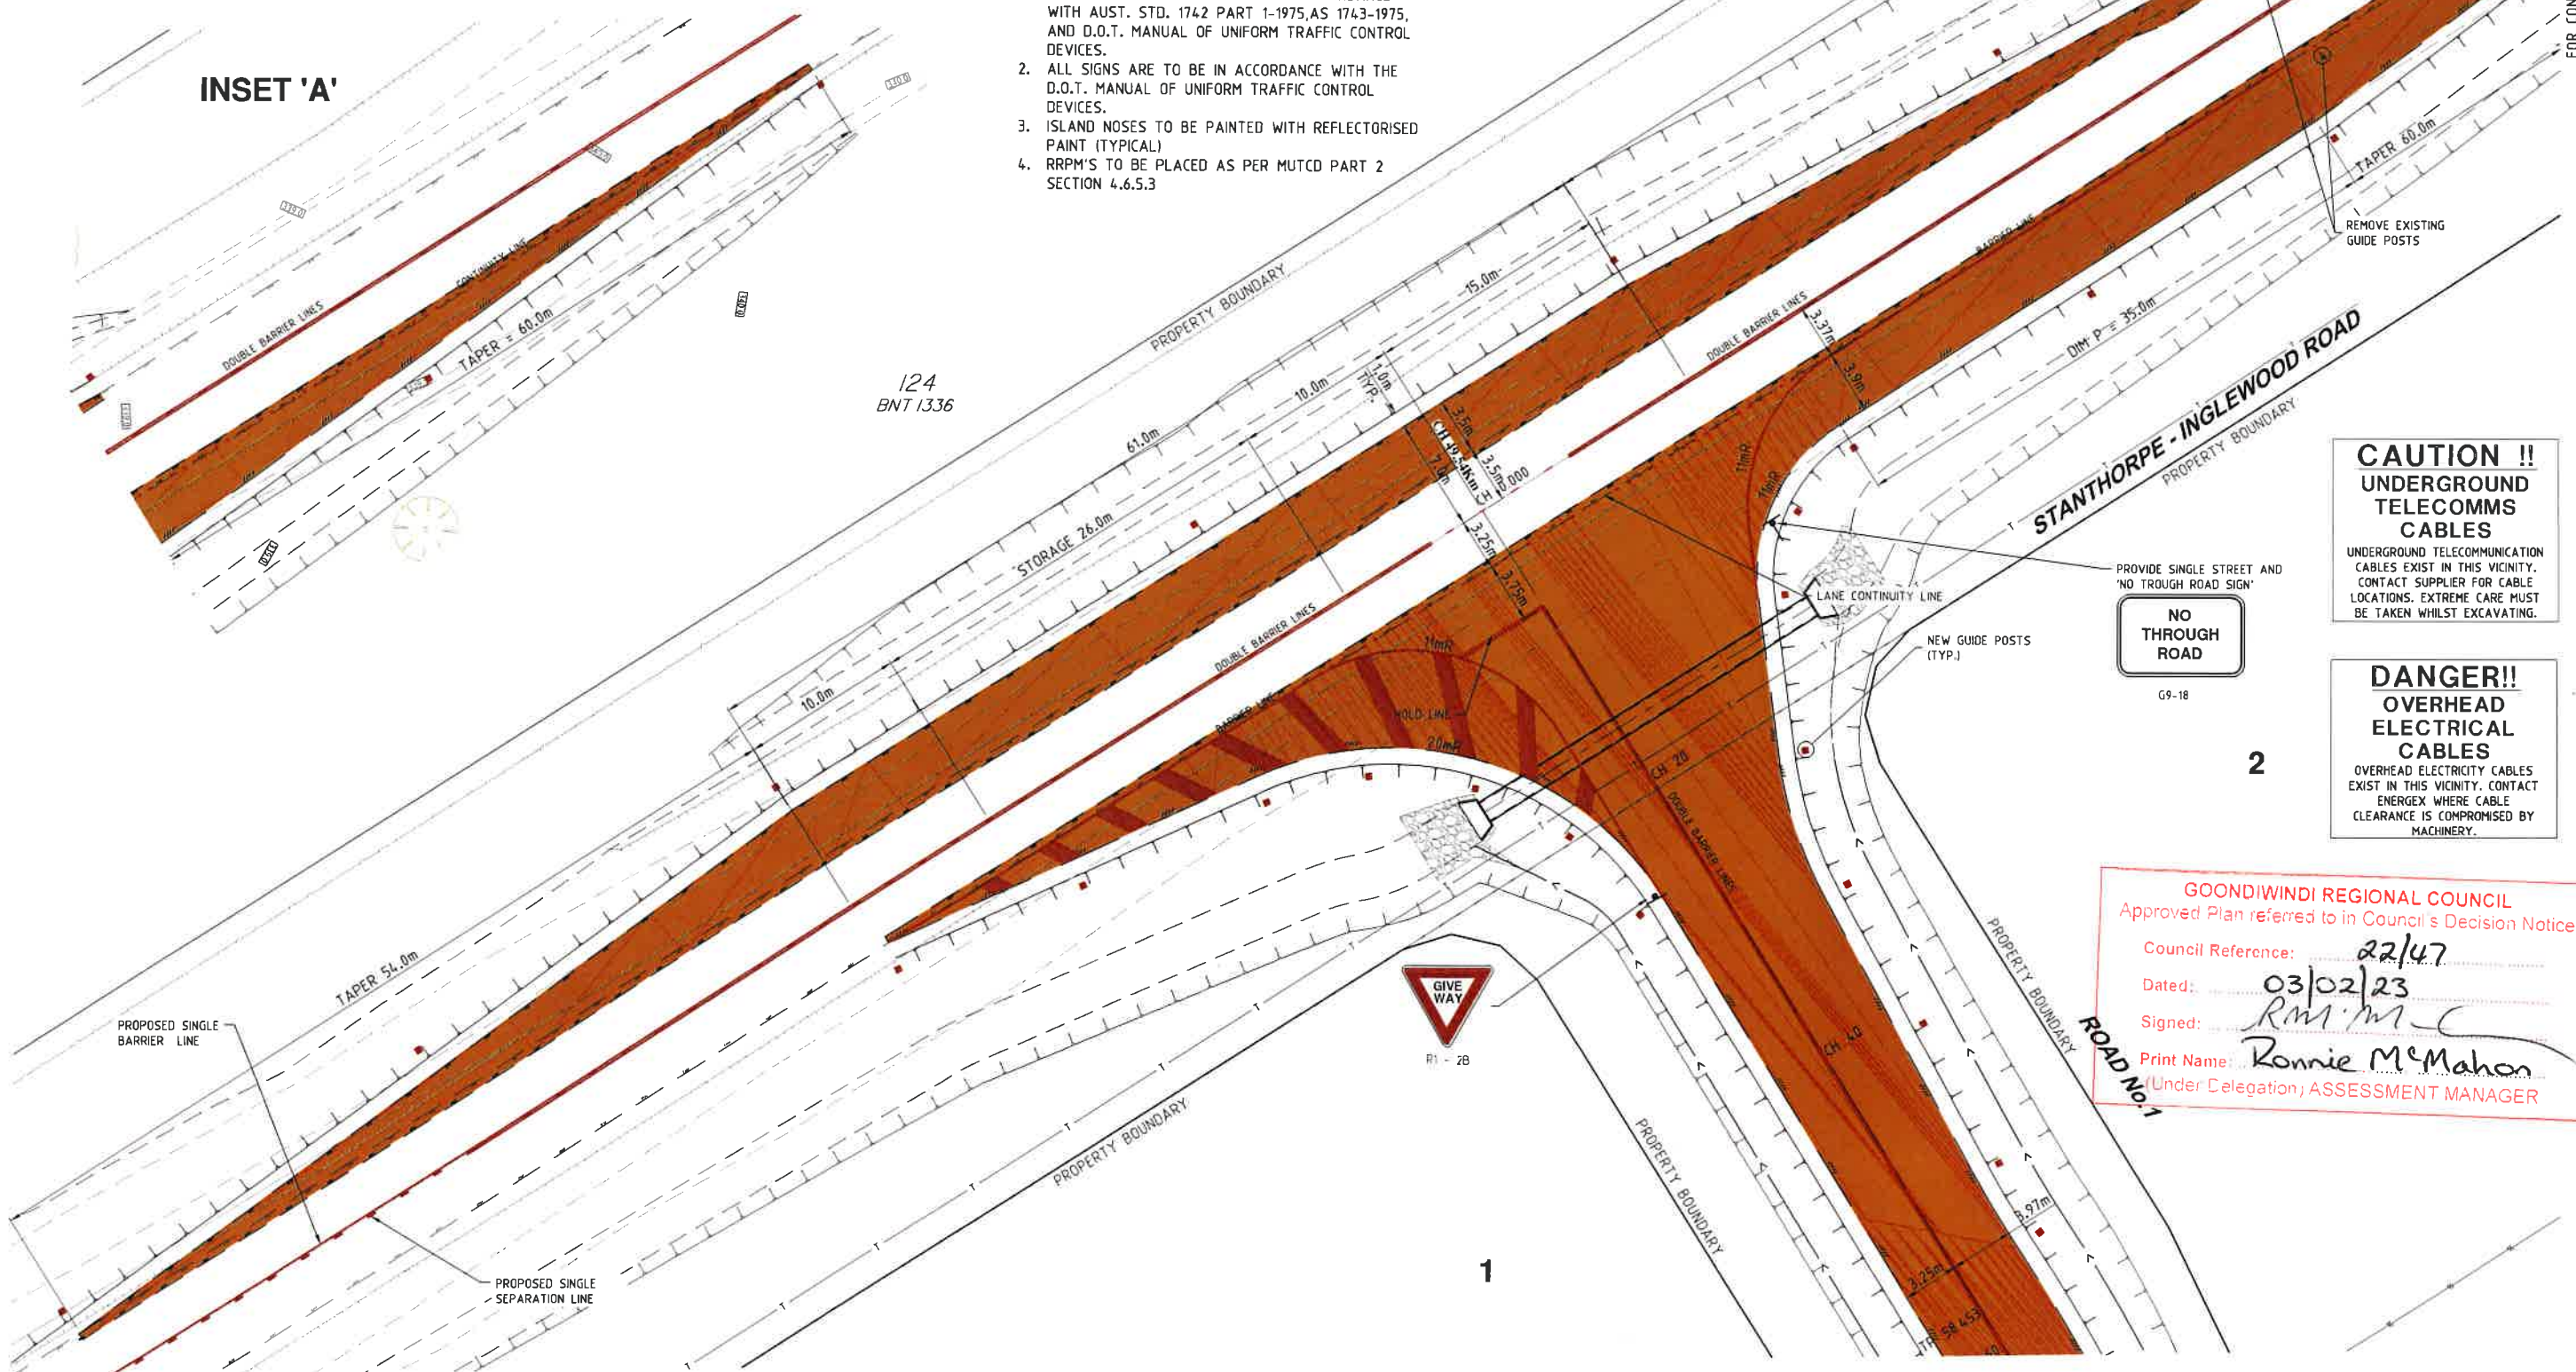 INSET 'A'
WITH AUST. STD. 1742 PART 1-1975,AS 1743-1975,
AND D.O.T. MANUAL OF UNIFORM TRAFFIC CONTROL
DEVICES.
2. ALL SIGNS ARE TO BE IN ACCORDANCE WITH THE
D.O.T. MANUAL OF UNIFORM TRAFFIC CONTROL
DEVICES.
3. ISLAND NOSES TO BE PAINTED WITH REFLECTORISED
PAINT (TYPICAL)
4. RRPM'S TO BE PLACED AS PER MUTCD PART 2
SECTION 4.6.5.3
CONTINUITY LINE
DOUBLE BARRIER LINES
TAPER = 60.0m
124
BNT 1336
PROPERTY BOUNDARY
TAPER 60.0m
REMOVE EXISTING
GUIDE POSTS
BARRIER LINE
15.0m
10.0m
1.0m
TYP.
61.0m
STORAGE 26.0m
10.0m
TAPER 54.0m
DOUBLE BARRIER LINES
3.37m
3.9m
DIM P = 35.0m
STANTHORPE - INGLEWOOD ROAD
PROPERTY BOUNDARY
3.5m
CH 49.54Km
7.0m
3.5m
CH 0.000
3.25m
3.75m
11mR
11mR
DOUBLE BARRIER LINES
BARRIER LINE
11mR
HOLD LINE
20mR
LANE CONTINUITY LINE
NEW GUIDE POSTS
(TYP.)
PROVIDE SINGLE STREET AND
'NO TROUGH ROAD SIGN'
NO
THROUGH
ROAD
G9-18
CAUTION !!
UNDERGROUND
TELECOMMS
CABLES
UNDERGROUND TELECOMMUNICATION
CABLES EXIST IN THIS VICINITY.
CONTACT SUPPLIER FOR CABLE
LOCATIONS. EXTREME CARE MUST
BE TAKEN WHILST EXCAVATING.
DANGER!!
OVERHEAD
ELECTRICAL
CABLES
OVERHEAD ELECTRICITY CABLES
EXIST IN THIS VICINITY. CONTACT
ENERGEX WHERE CABLE
CLEARANCE IS COMPROMISED BY
MACHINERY.
2
CH 20
DOUBLE BARRIER LINES
CH 40
GIVE
WAY
R1 - 2B
GOONDIWINDI REGIONAL COUNCIL
Approved Plan referred to in Council's Decision Notice
Council Reference: 22/47
Dated: 03/02/23
Signed:
Print Name: Ronnie McMahon
(Under Delegation) ASSESSMENT MANAGER
ROAD No.1
PROPERTY BOUNDARY
PROPERTY BOUNDARY
PROPERTY BOUNDARY
PROPOSED SINGLE
BARRIER LINE
PROPOSED SINGLE
SEPARATION LINE
1
3.97m
3.25m
TP 58.453
60